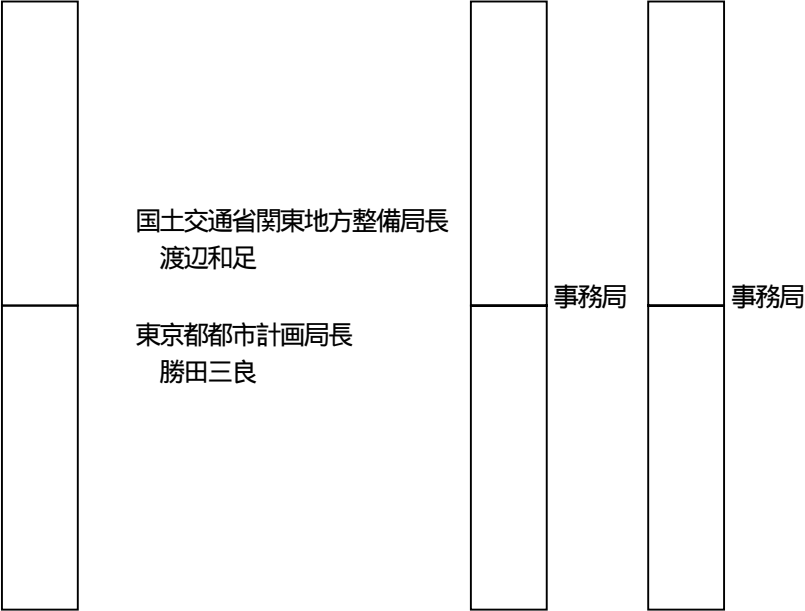 国土交通省関東地方整備局長
渡辺和足
東京都都市計画局長
勝田三良
事務局
事務局